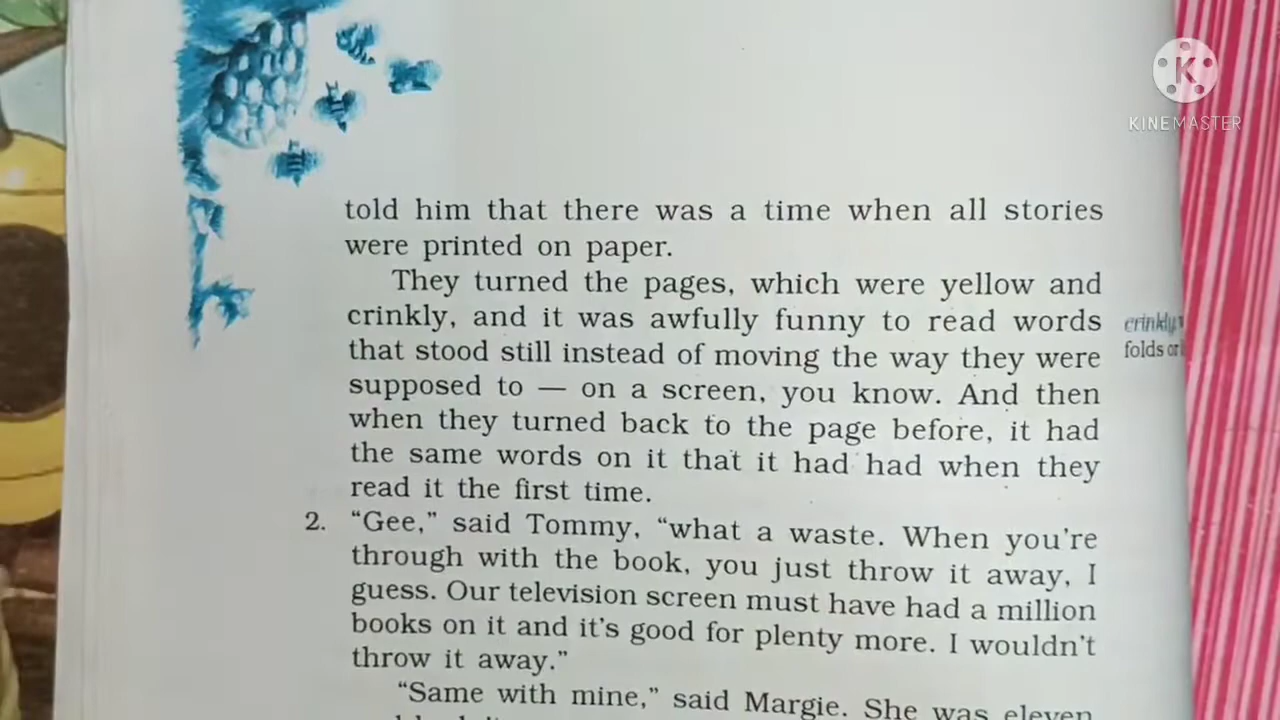 KINEMASTER
told him that there was a time when all stories
were printed on paper.
They turned the pages, which were yellow and
crinkly, and it was awfully funny to read words
that stood still instead of moving the way they were
supposed to — on a screen, you know. And then
when they turned back to the page before, it had
the same words on it that it had had when they
read it the first time.
crinkly
folds or
2. “Gee,” said Tommy, “what a waste. When you're
through with the book, you just throw it away, I
guess. Our television screen must have had a million
books on it and it's good for plenty more. I wouldn't
throw it away.”
“Same with mine,” said Margie. She was eleven